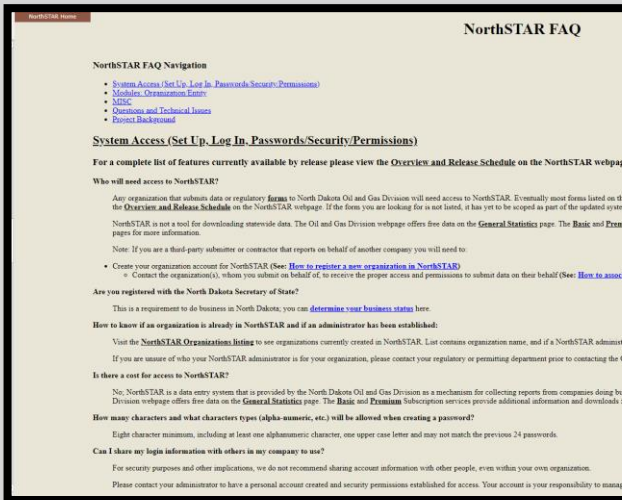 NorthSTAR Home
NorthSTAR FAQ
NorthSTAR FAQ Navigation
System Access (Set Up, Log In, Passwords/Security/Permissions)
Modules: Organization/Entity
MISC
Questions and Technical Issues
Project Background
System Access (Set Up, Log In, Passwords/Security/Permissions)
For a complete list of features currently available by release please view the Overview and Release Schedule on the NorthSTAR webpag
Who will need access to NorthSTAR?
Any organization that submits data or regulatory forms to North Dakota Oil and Gas Division will need access to NorthSTAR. Eventually most forms listed on th
the Overview and Release Schedule on the NorthSTAR webpage. If the form you are looking for is not listed, it has yet to be scoped as part of the updated syste
NorthSTAR is not a tool for downloading statewide data. The Oil and Gas Division webpage offers free data on the General Statistics page. The Basic and Prem
pages for more information.
Note: If you are a third-party submitter or contractor that reports on behalf of another company you will need to:
Create your organization account for NorthSTAR (See: How to register a new organization in NorthSTAR)
Contact the organization(s), whom you submit on behalf of, to receive the proper access and permissions to submit data on their behalf (See: How to assoc
Are you registered with the North Dakota Secretary of State?
This is a requirement to do business in North Dakota; you can determine your business status here.
How to know if an organization is already in NorthSTAR and if an administrator has been established:
Visit the NorthSTAR Organizations listing to see organizations currently created in NorthSTAR. List contains organization name, and if a NorthSTAR administ
If you are unsure of who your NorthSTAR administrator is for your organization, please contact your regulatory or permitting department prior to contacting the
Is there a cost for access to NorthSTAR?
No; NorthSTAR is a data entry system that is provided by the North Dakota Oil and Gas Division as a mechanism for collecting reports from companies doing bu
Division webpage offers free data on the General Statistics page. The Basic and Premium Subscription services provide additional information and downloads
How many characters and what characters types (alpha-numeric, etc.) will be allowed when creating a password?
Eight character minimum, including at least one alphanumeric character, one upper case letter and may not match the previous 24 passwords.
Can I share my login information with others in my company to use?
For security purposes and other implications, we do not recommend sharing account information with other people, even within your own organization.
Please contact your administrator to have a personal account created and security permissions established for access. Your account is your responsibility to manag